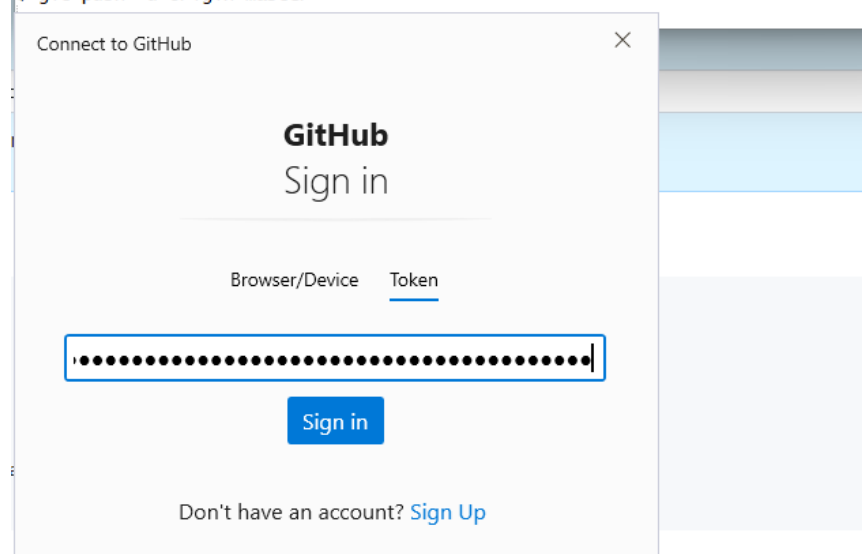 Connect to GitHub
GitHub
Sign in
Browser/Device Token
Sign in
Don't have an account? Sign Up